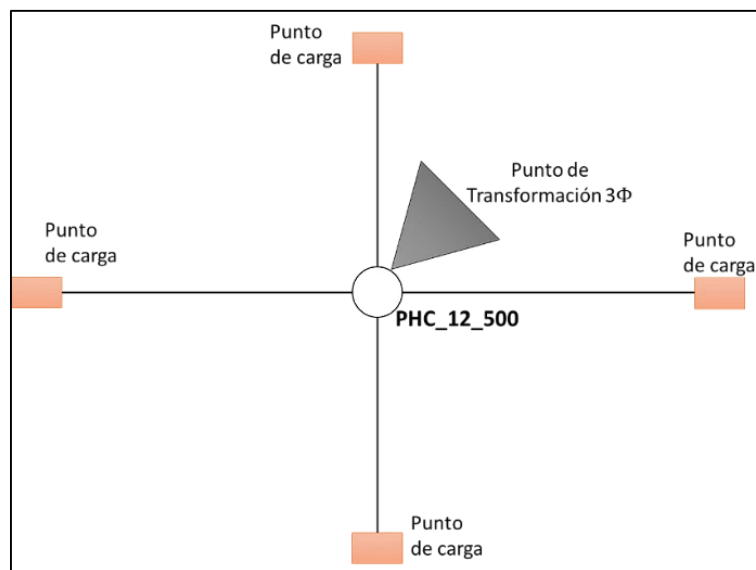 Punto
de carga
Punto de
Transformación 3Φ
Punto
de carga
Punto
de carga
PHC_12_500
Punto
de carga